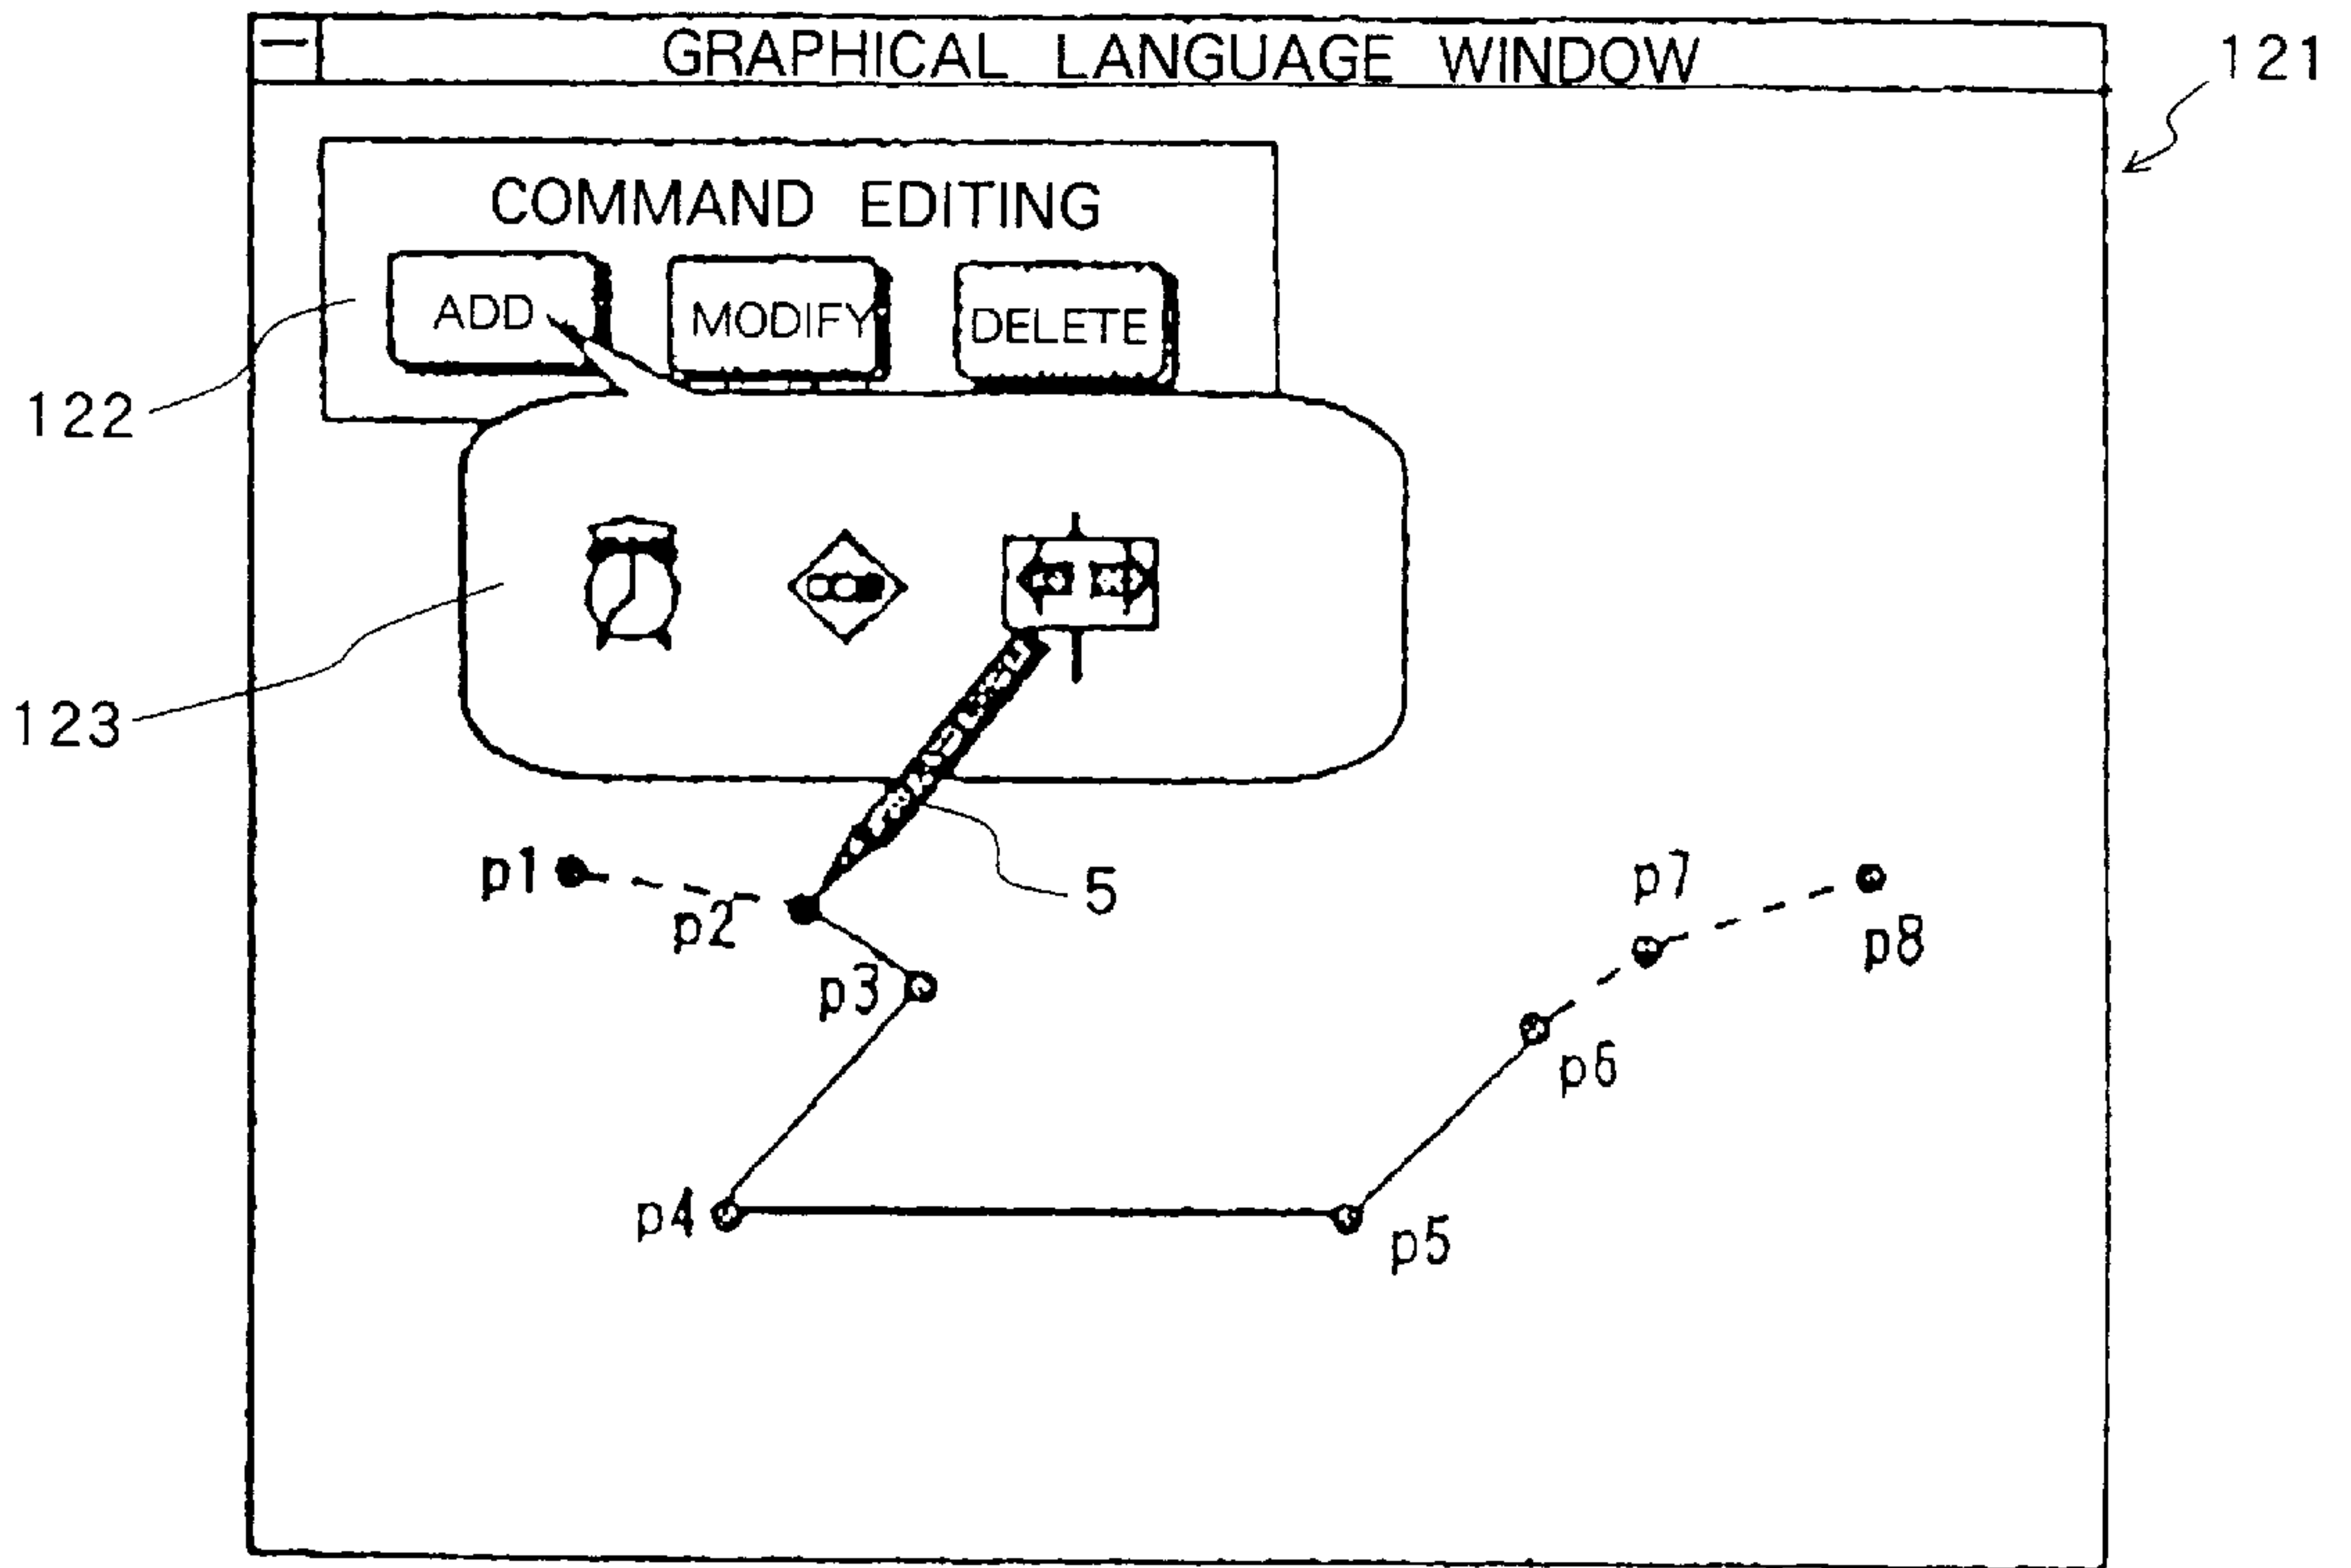 GRAPHICAL LANGUAGE WINDOW
121
COMMAND EDITING
ADD MODIFY DELETE
122
123
5
p1
p2
p3
p4
p5
p6
p7
p8